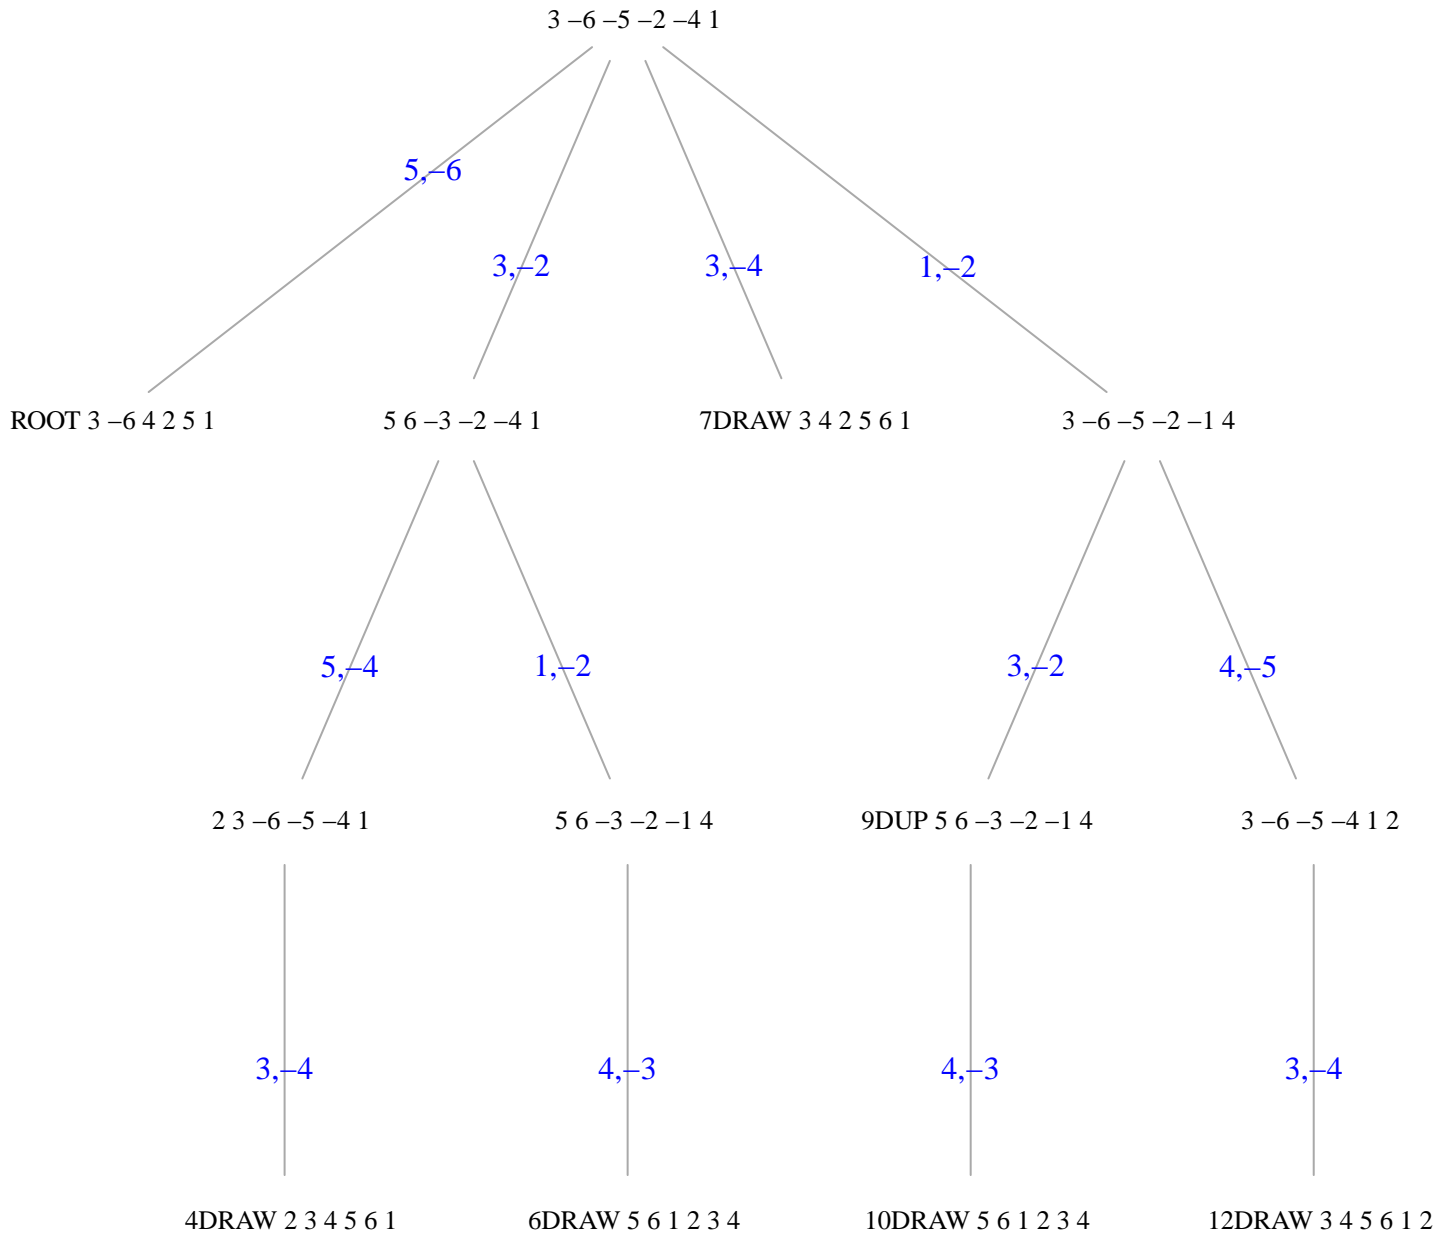 3 –6 –5 –2 –4 1
5,–6
3,–2
3,–4
1,–2
ROOT 3 –6 4 2 5 1
5 6 –3 –2 –4 1
7DRAW 3 4 2 5 6 1
3 –6 –5 –2 –1 4
5,–4
1,–2
3,–2
4,–5
2 3 –6 –5 –4 1
5 6 –3 –2 –1 4
9DUP 5 6 –3 –2 –1 4
3 –6 –5 –4 1 2
3,–4
4,–3
4,–3
3,–4
4DRAW 2 3 4 5 6 1
6DRAW 5 6 1 2 3 4
10DRAW 5 6 1 2 3 4
12DRAW 3 4 5 6 1 2